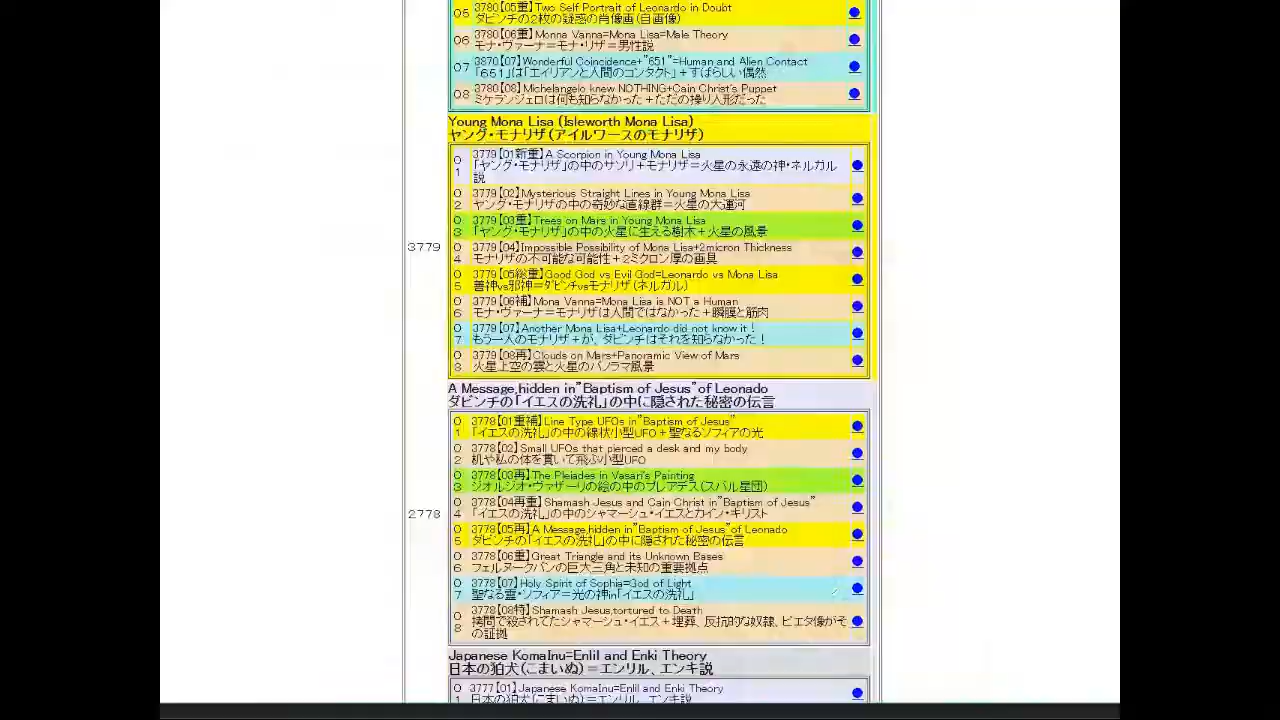 05 3780【05重】Two Self Portrait of Leonardo in Doubt
ダビンチの2枚の疑惑の肖像画(自画像)
06 3780【06重】Monna Vanna=Mona Lisa=Male Theory
モナ・ヴァーナ=モナ・リザ=男性説
07 3870【07】Wonderful Coincidence+"651"=Human and Alien Contact
「651」は「エイリアンと人間のコンタクト」+すばらしい偶然
08 3780【08】Michelangelo knew NOTHING+Cain Christ's Puppet
ミケランジェロは何も知らなかった+ただの操り人形だった
Young Mona Lisa (Isleworth Mona Lisa)
ヤング・モナリザ(アイルワースのモナリザ)
3779
01 3779【01新重】A Scorpion in Young Mona Lisa
「ヤング・モナリザ」の中のサソリ+モナリザ=火星の永遠の神・ネルガル
説
02 3779【02】Mysterious Straight Lines in Young Mona Lisa
ヤング・モナリザの中の奇妙な直線群=火星の大運河
03 3779【03重】Trees on Mars in Young Mona Lisa
「ヤング・モナリザ」の中の火星に生える樹木+火星の風景
04 3779【04】Impossible Possibility of Mona Lisa+2micron Thickness
モナリザの不可能な可能性+2ミクロン厚の画具
05 3779【05総重】Good God vs Evil God=Leonardo vs Mona Lisa
善神vs邪神=ダビンチvsモナリザ(ネルガル)
06 3779【06補】Mona Vanna=Mona Lisa is NOT a Human
モナ・ヴァーナ=モナリザは人間ではなかった+瞬膜と筋肉
07 3779【07】Another Mona Lisa+Leonardo did not know it!
もう一人のモナリザ+が、ダビンチはそれを知らなかった!
08 3779【08再】Clouds on Mars+Panoramic View of Mars
火星上空の雲と火星のパノラマ風景
A Message,hidden in"Baptism of Jesus"of Leonado
ダビンチの「イエスの洗礼」の中に隠された秘密の伝言
2778
01 3778【01重補】Line Type UFOs in"Baptism of Jesus"
「イエスの洗礼」の中の線状小型UFO+聖なるソフィアの光
02 3778【02】Small UFOs that pierced a desk and my body
机や私の体を貫いて飛ぶ小型UFO
03 3778【03再】The Pleiades in Vasari's Painting
ジオルジオ・ヴァザーリの絵の中のプレアデス(スバル星団)
04 3778【04再重】Shamash Jesus and Cain Christ in"Baptism of Jesus"
「イエスの洗礼」の中のシャマーシュ・イエスとカイン・キリスト
05 3778【05再】A Message,hidden in"Baptism of Jesus"of Leonado
ダビンチの「イエスの洗礼」の中に隠された秘密の伝言
06 3778【06重】Great Triangle and its Unknown Bases
フェルヌークパンの巨大三角と未知の重要拠点
07 3778【07】Holy Spirit of Sophia=God of Light
聖なる霊・ソフィア=光の神in「イエスの洗礼」
08 3778【08特】Shamash Jesus,tortured to Death
拷問で殺されてたシャマーシュ・イエス+埋葬、反抗的な奴隷、ピエタ像がそ
の証拠
Japanese KomaInu=Enlil and Enki Theory
日本の狛犬(こまいぬ)=エンリル、エンキ説
01 3777【01】Japanese KomaInu=Enlil and Enki Theory
日本の狛犬(こまいぬ)=エンリル、エンキ説